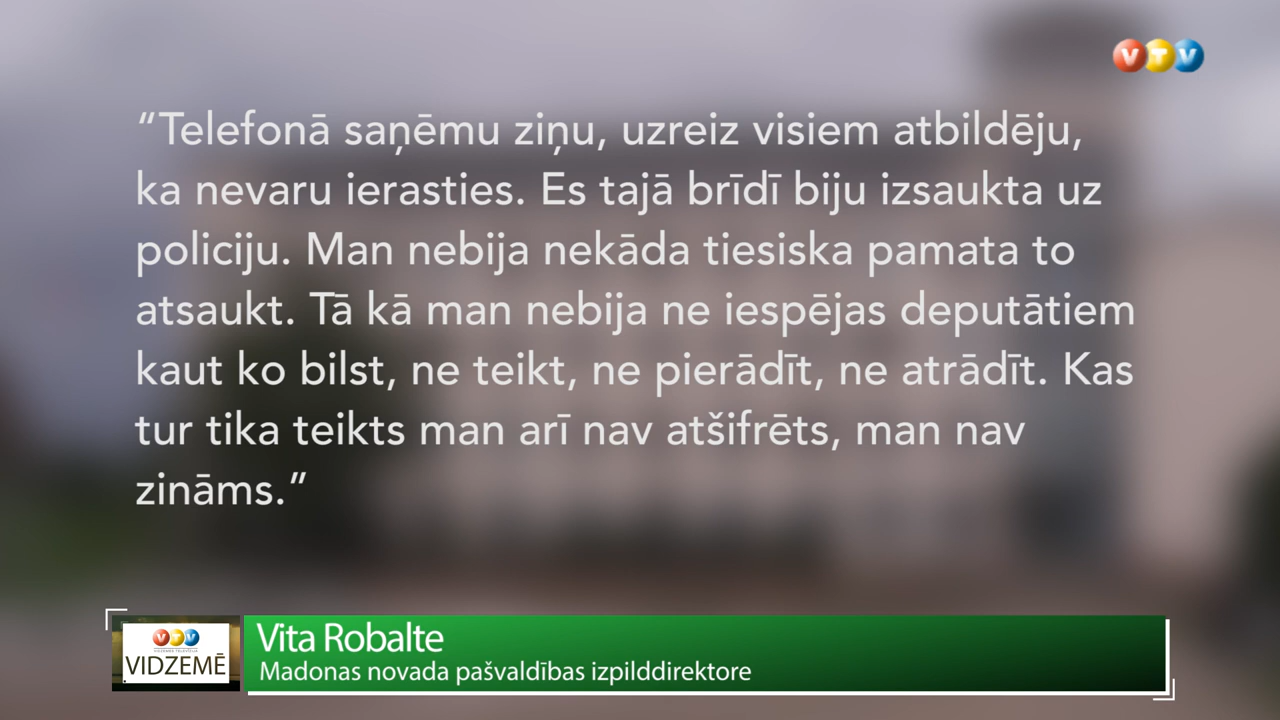 VTV
“Telefonā saņēmu ziņu, uzreiz visiem atbildēju,
ka nevaru ierasties. Es tajā brīdī biju izsaukta uz
policiju. Man nebija nekāda tiesiska pamata to
atsaukt. Tā kā man nebija ne iespējas deputātiem
kaut ko bilst, ne teikt, ne pierādīt, ne atrādīt. Kas
tur tika teikts man arī nav atšifrēts, man nav
zināms.”
Vita Robalte
Madonas novada pašvaldības izpilddirektore
VTV
VIDZEMĒ